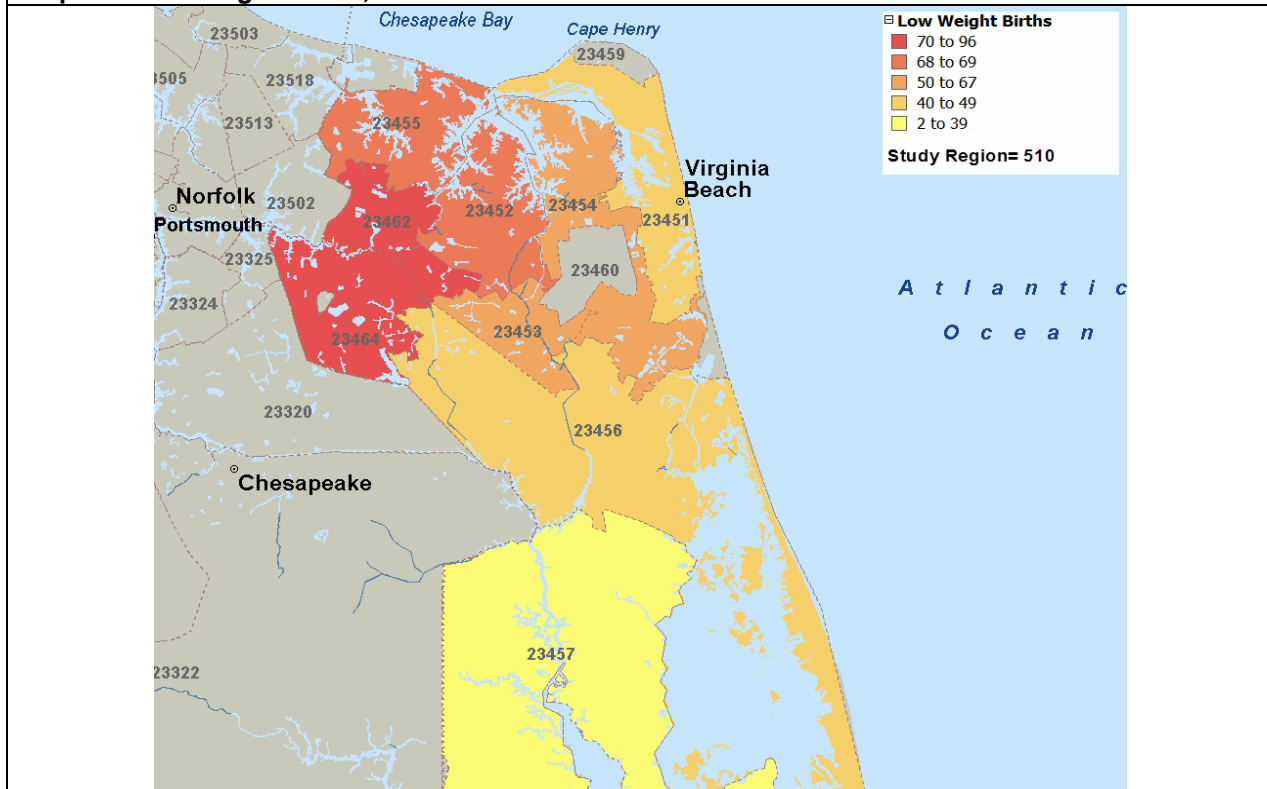 Chesapeake Bay
Cape Henry
Low Weight Births
70 to 96
68 to 69
50 to 67
40 to 49
2 to 39
Study Region= 510
23503
23459
23518
23455
23513
Virginia
Beach
Norfolk
23502
23462
23452
23454
23451
Portsmouth
23325
23460
23324
Atlantic
Ocean
23464
23453
23320
23456
Chesapeake
23457
23322